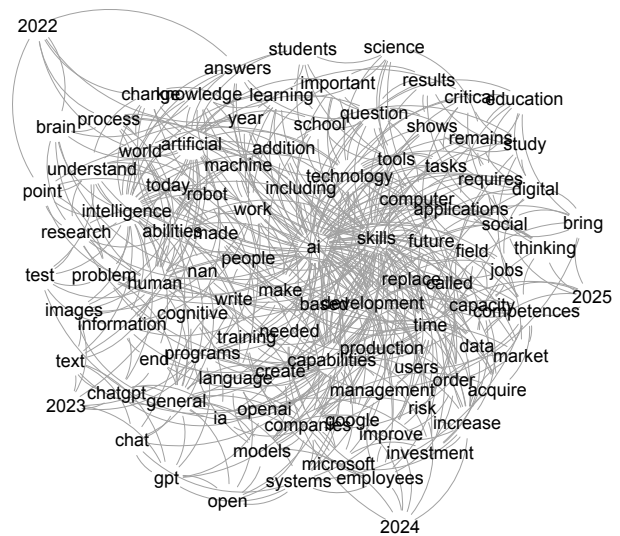 2022
students
science
answers
important
results
change
knowledge
learning
critical
education
brain
process
year
school
question
shows
remains
study
world
artificial
addition
machine
tools
tasks
understand
technology
requires
point
today
robot
including
digital
intelligence
work
computer
applications
social
bring
research
abilities
made
ai
skills
future
field
thinking
people
test
problem
human
nan
replace
called
jobs
make
write
based
development
capacity
competences
2025
images
information
cognitive
training
needed
time
text
end
programs
capabilities
production
data
market
language
create
users
order
acquire
chatgpt
general
management
2023
ia
openai
companies
google
risk
increase
chat
models
improve
investment
gpt
microsoft
systems
employees
open
2024